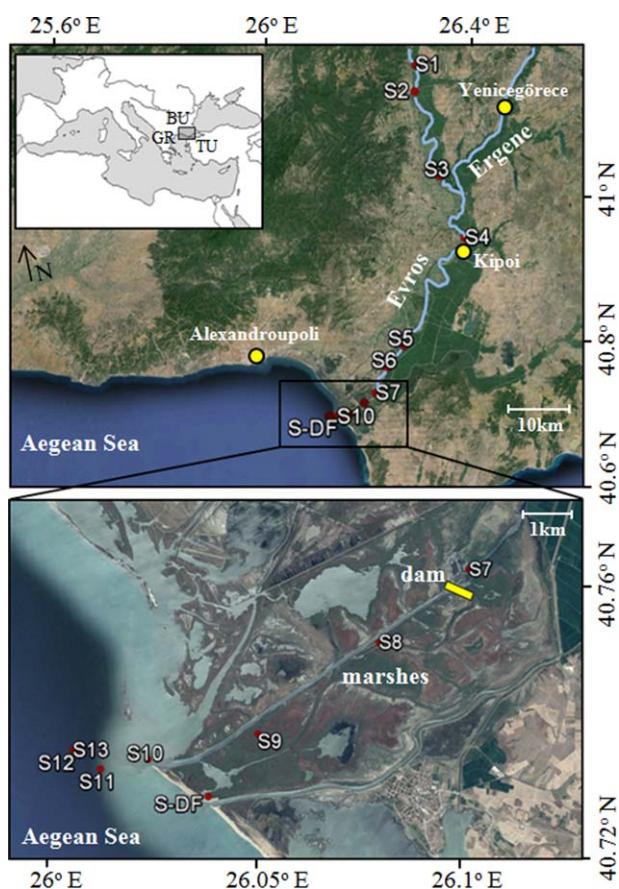 25.6
26
26.4
S1
S2
BU
GR
TU
Yenicegörece
Ergene
S3
41° N
N
S4
Kipoi
Evros
Alexandroupoli
S5
S6
40.8
S7
S-DF
S10
10km
Aegean Sea
40.6
1km
dam
S7
40.76
S8
marshes
S9
S10
S13
S12
S11
S-DF
Aegean Sea
40.72
26° E
26.05
26.1° E